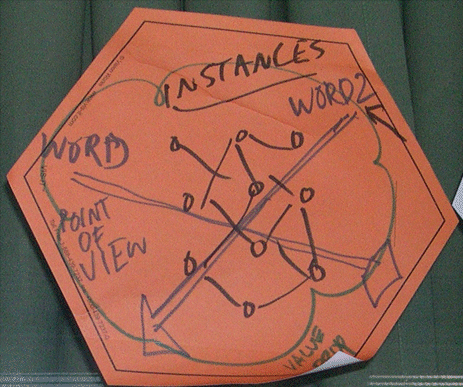 INSTANCES
WORD2
WORD
POINT
OF
VIEW
VALUE